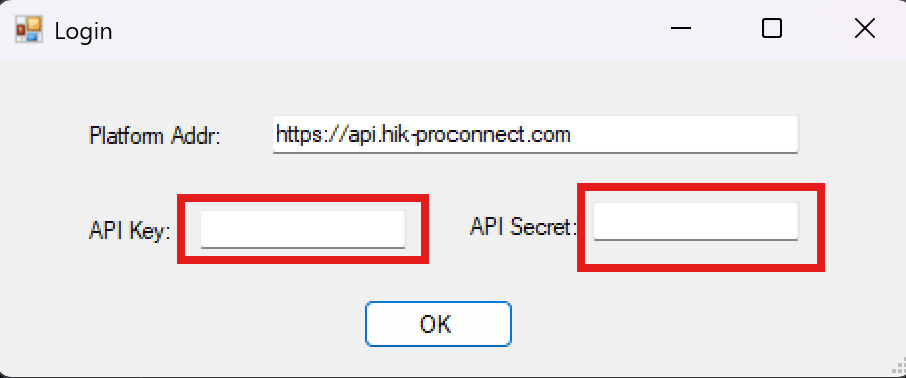 Login
Platform Addr: https://api.hik-proconnect.com
API Key: API Secret:
OK